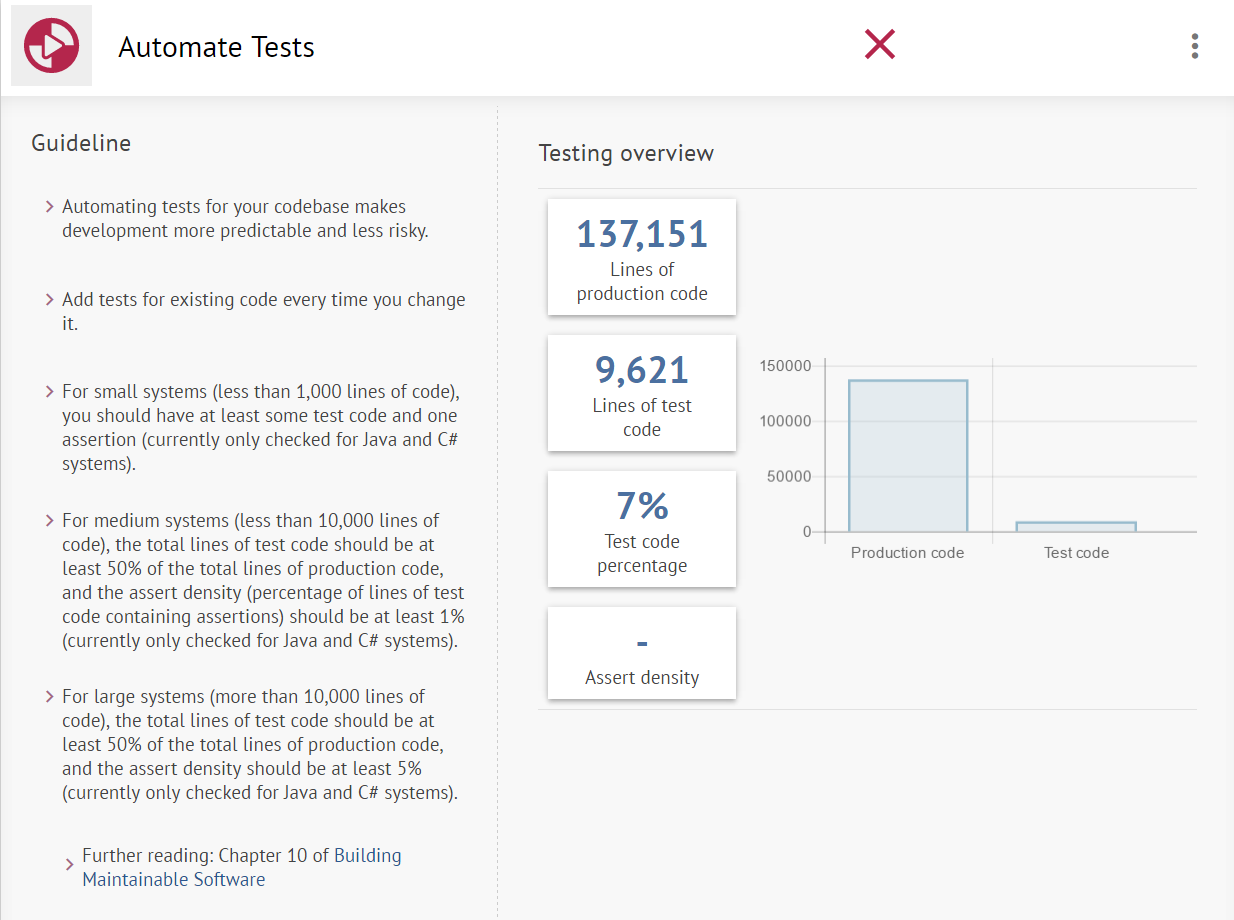 Automate Tests
Guideline
Automating tests for your codebase makes
development more predictable and less risky.
Add tests for existing code every time you change
it.
For small systems (less than 1,000 lines of code),
you should have at least some test code and one
assertion (currently only checked for Java and C#
systems).
For medium systems (less than 10,000 lines of
code), the total lines of test code should be at
least 50% of the total lines of production code,
and the assert density (percentage of lines of test
code containing assertions) should be at least 1%
(currently only checked for Java and C# systems).
For large systems (more than 10,000 lines of
code), the total lines of test code should be at
least 50% of the total lines of production code,
and the assert density should be at least 5%
(currently only checked for Java and C# systems).
Further reading: Chapter 10 of Building
Maintainable Software
Testing overview
137,151
Lines of
production code
9,621
Lines of test
code
7%
Test code
percentage
-
Assert density
150000
100000
50000
0
Production code
Test code